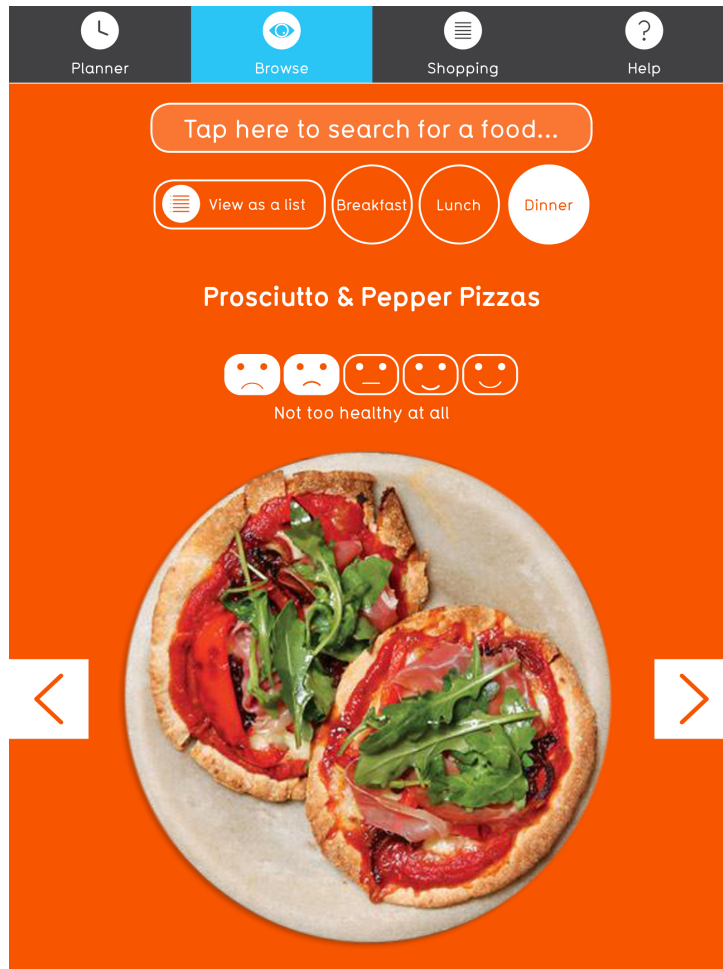 Planner
Browse
Shopping
Help
Tap here to search for a food...
View as a list
Breakfast
Lunch
Dinner
Prosciutto & Pepper Pizzas
Not too healthy at all